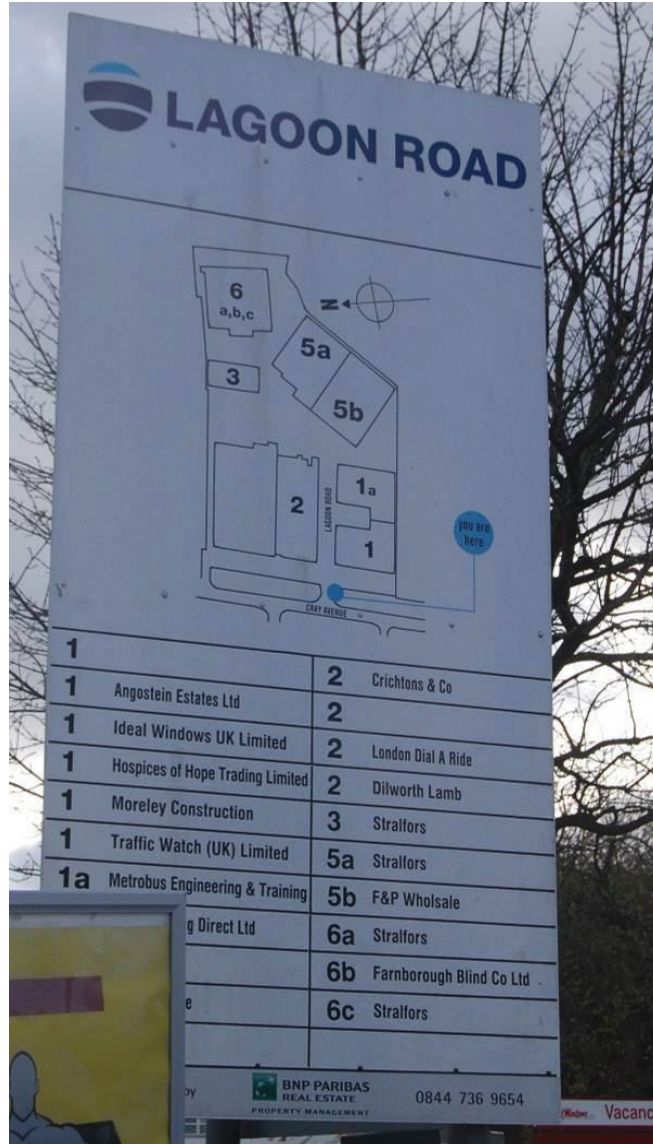 LAGOON ROAD
6
a,b,c
N
5a
3
5b
1a
2
LAGOON ROAD
you are
here
1
CRAY AVENUE
1
1 Angostein Estates Ltd
1 Ideal Windows UK Limited
1 Hospices of Hope Trading Limited
1 Moreley Construction
1 Traffic Watch (UK) Limited
1a Metrobus Engineering & Training
g Direct Ltd
e
2 Crichtons & Co
2
2 London Dial A Ride
2 Dilworth Lamb
3 Stralfors
5a Stralfors
5b F&P Wholsale
6a Stralfors
6b Farnborough Blind Co Ltd
6c Stralfors
by
BNP PARIBAS
REAL ESTATE
PROPERTY MANAGEMENT
0844 736 9654
Windows
Vacanc